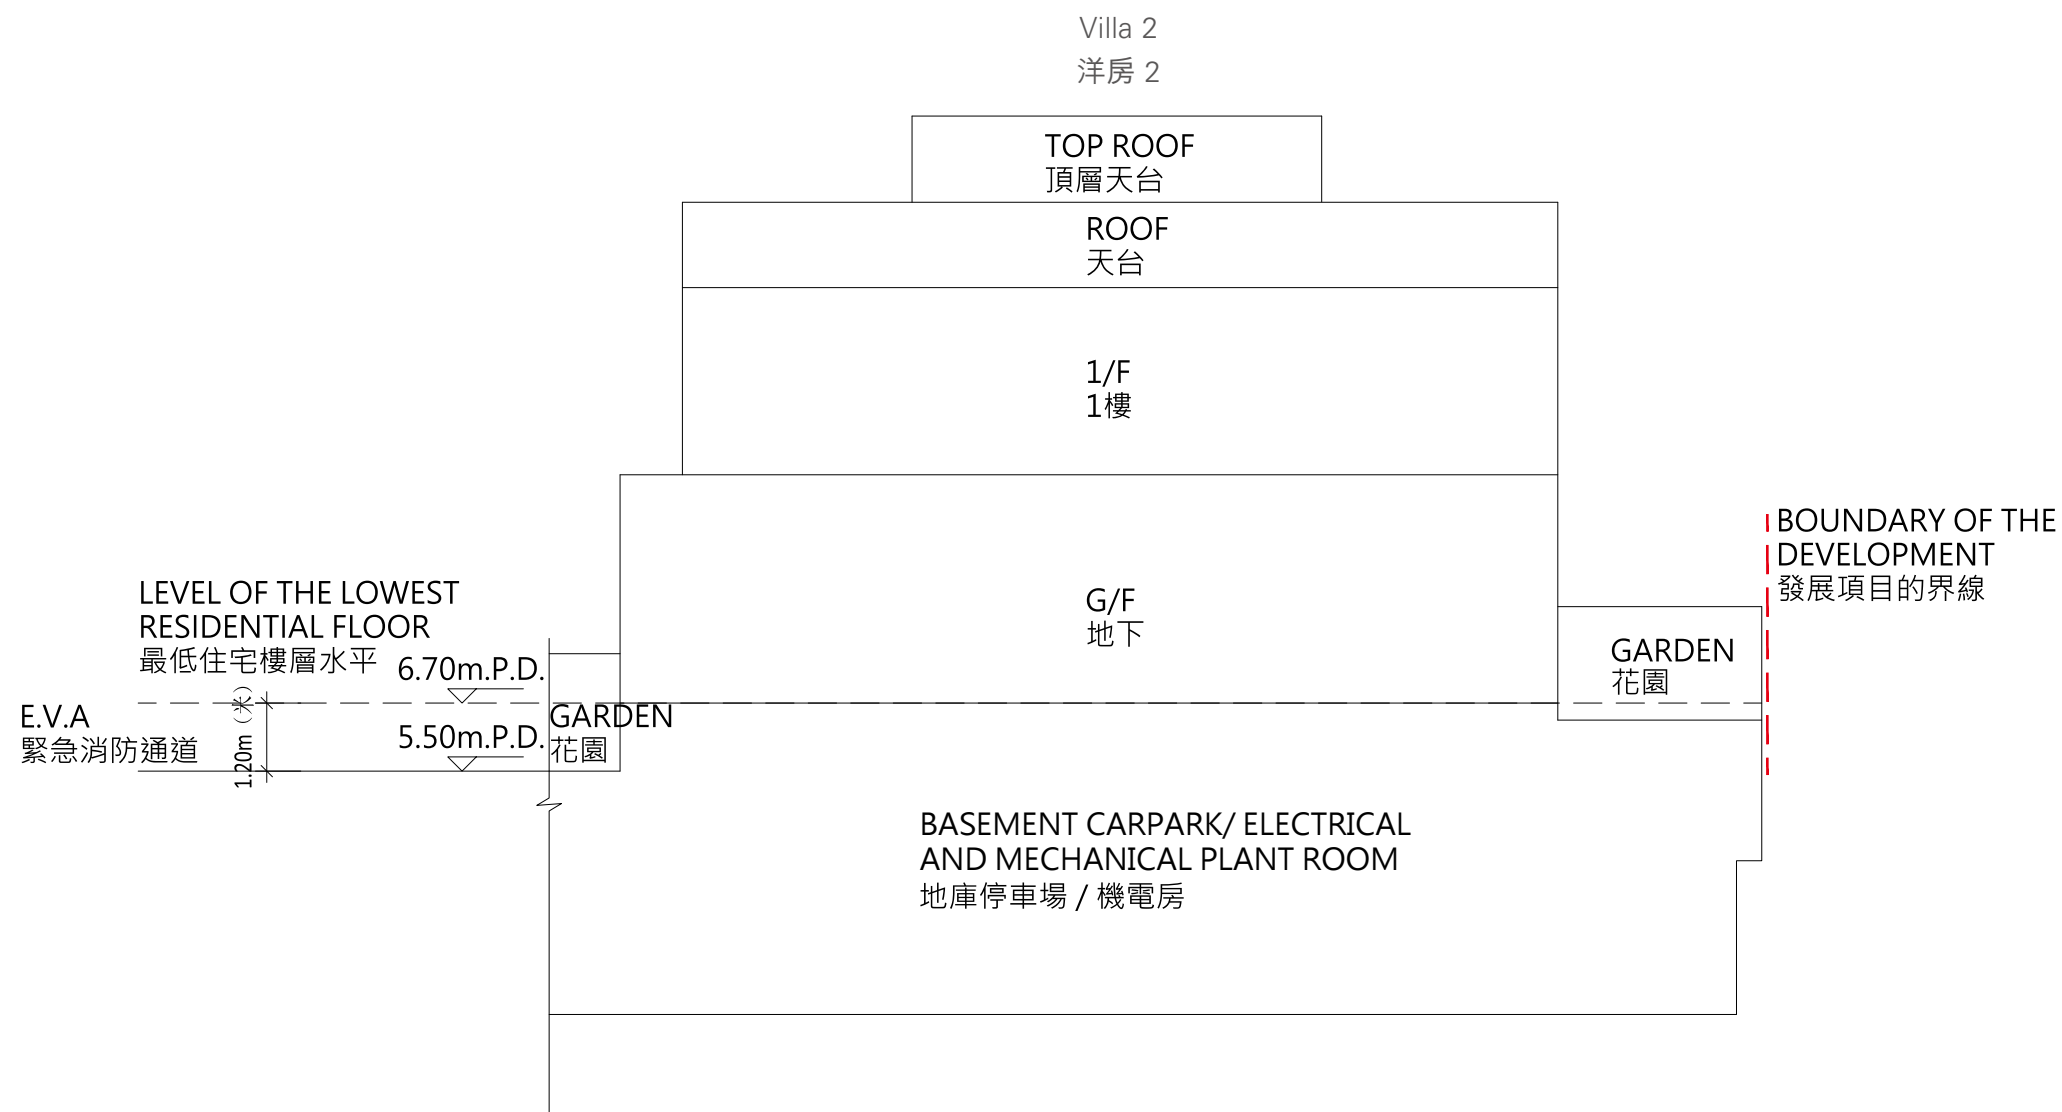 Villa 2
洋房 2
TOP ROOF
頂層天台
ROOF
天台
1/F
1樓
G/F
地下
BOUNDARY OF THE
DEVELOPMENT
發展項目的界線
LEVEL OF THE LOWEST
RESIDENTIAL FLOOR
最低住宅樓層水平
6.70m.P.D.
GARDEN
花園
E.V.A
緊急消防通道
1.20m（米）
5.50m.P.D.
GARDEN
花園
BASEMENT CARPARK/ ELECTRICAL
AND MECHANICAL PLANT ROOM
地庫停車場 / 機電房